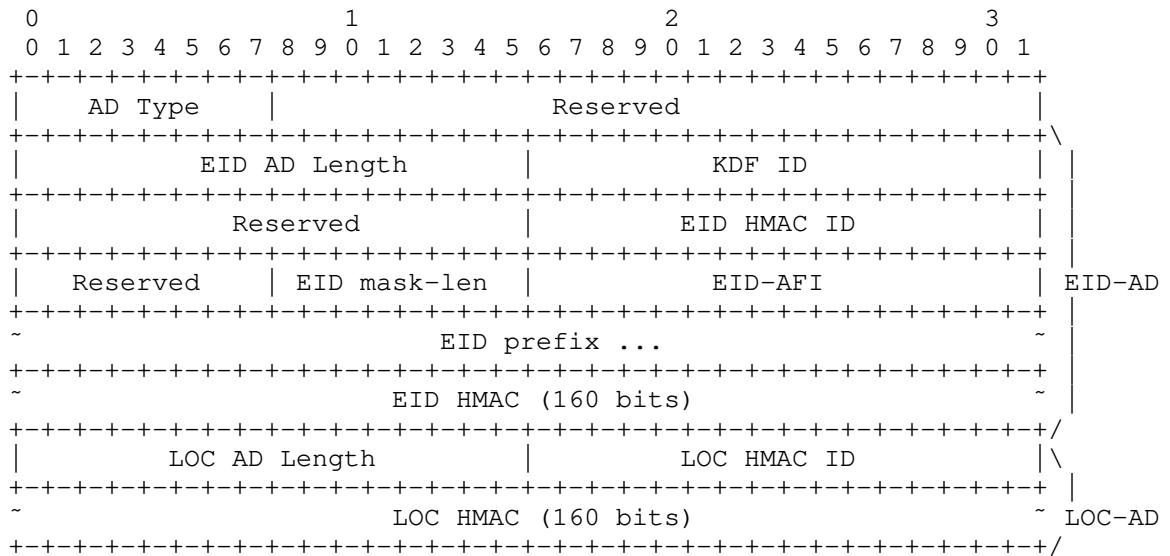 0                   1                   2                   3
 0 1 2 3 4 5 6 7 8 9 0 1 2 3 4 5 6 7 8 9 0 1 2 3 4 5 6 7 8 9 0 1
+-+-+-+-+-+-+-+-+-+-+-+-+-+-+-+-+-+-+-+-+-+-+-+-+-+-+-+-+-+-+-+-+
|    AD Type    |                 Reserved                      |
+-+-+-+-+-+-+-+-+-+-+-+-+-+-+-+-+-+-+-+-+-+-+-+-+-+-+-+-+-+-+-+-+\
|           EID AD Length       |           KDF ID              | |
+-+-+-+-+-+-+-+-+-+-+-+-+-+-+-+-+-+-+-+-+-+-+-+-+-+-+-+-+-+-+-+-+ |
|             Reserved          |         EID HMAC ID           | |
+-+-+-+-+-+-+-+-+-+-+-+-+-+-+-+-+-+-+-+-+-+-+-+-+-+-+-+-+-+-+-+-+ |
|   Reserved    | EID mask-len  |           EID-AFI             | EID-AD
+-+-+-+-+-+-+-+-+-+-+-+-+-+-+-+-+-+-+-+-+-+-+-+-+-+-+-+-+-+-+-+-+ |
~                          EID prefix ...                       ~ |
+-+-+-+-+-+-+-+-+-+-+-+-+-+-+-+-+-+-+-+-+-+-+-+-+-+-+-+-+-+-+-+-+ |
~                       EID HMAC (160 bits)                     ~ |
+-+-+-+-+-+-+-+-+-+-+-+-+-+-+-+-+-+-+-+-+-+-+-+-+-+-+-+-+-+-+-+-+/
|         LOC AD Length         |         LOC HMAC ID           |\
+-+-+-+-+-+-+-+-+-+-+-+-+-+-+-+-+-+-+-+-+-+-+-+-+-+-+-+-+-+-+-+-+ |
~                       LOC HMAC (160 bits)                     ~ LOC-AD
+-+-+-+-+-+-+-+-+-+-+-+-+-+-+-+-+-+-+-+-+-+-+-+-+-+-+-+-+-+-+-+-+/